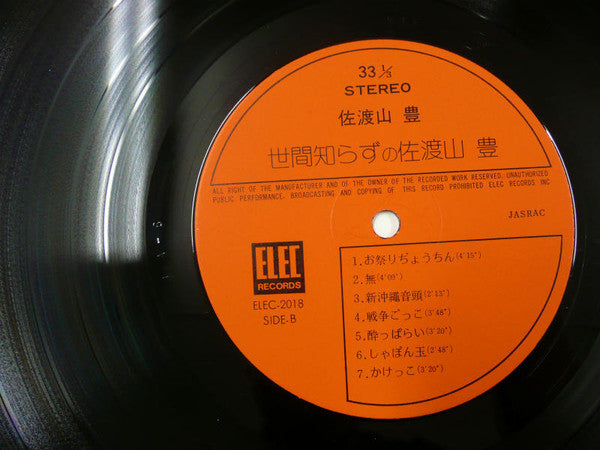 33 1/3
STEREO
佐渡山 豊
世間知らずの佐渡山 豊
ALL RIGHT OF THE MANUFACTURER AND OF THE OWNER OF THE RECORDED WORK RESERVED. UNAUTHORIZED
PUBLIC PERFORMANCE. BROADCASTING AND COPYING OF THIS RECORD PROHIBITED ELEC RECORDS INC
JASRAC
ELEC
RECORDS
ELEC-2018
SIDE-B
1. お祭りぢょうちん(4'15")
2. 無(4'09")
3. 新沖縄音頭(2'13")
4. 戦争ごっこ(3'48")
5. 酔っぱらい(3'20")
6. しゃぼん玉(2'48")
7. かけっこ(3'20")